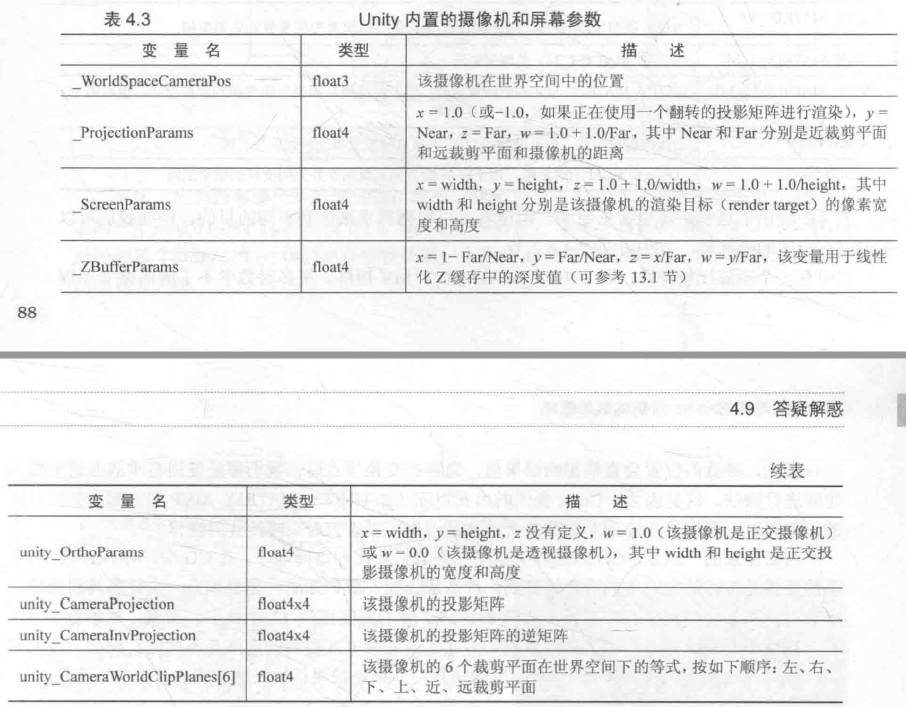 表 4.3 Unity 内置的摄像机和屏幕参数
变 量 名 类型 描 述
_WorldSpaceCameraPos float3 该摄像机在世界空间中的位置
_ProjectionParams float4 x = 1.0（或−1.0，如果正在使用一个翻转的投影矩阵进行渲染），y =
Near，z = Far，w = 1.0 + 1.0/Far，其中 Near 和 Far 分别是近裁剪平面
和远裁剪平面和摄像机的距离
_ScreenParams float4 x = width，y = height，z = 1.0 + 1.0/width，w = 1.0 + 1.0/height，其中
width 和 height 分别是该摄像机的渲染目标（render target）的像素宽
度和高度
_ZBufferParams float4 x = 1− Far/Near，y = Far/Near，z = x/Far，w = y/Far，该变量用于线性
化 Z 缓存中的深度值（可参考 13.1 节）
88
4.9 答疑解惑
续表
变 量 名 类型 描 述
unity_OrthoParams float4 x = width，y = height，z 没有定义，w = 1.0（该摄像机是正交摄像机）
或 w = 0.0（该摄像机是透视摄像机），其中 width 和 height 是正交投
影摄像机的宽度和高度
unity_CameraProjection float4x4 该摄像机的投影矩阵
unity_CameraInvProjection float4x4 该摄像机的投影矩阵的逆矩阵
unity_CameraWorldClipPlanes[6] float4 该摄像机的 6 个裁剪平面在世界空间下的等式，按如下顺序：左、右、
下、上、近、远裁剪平面